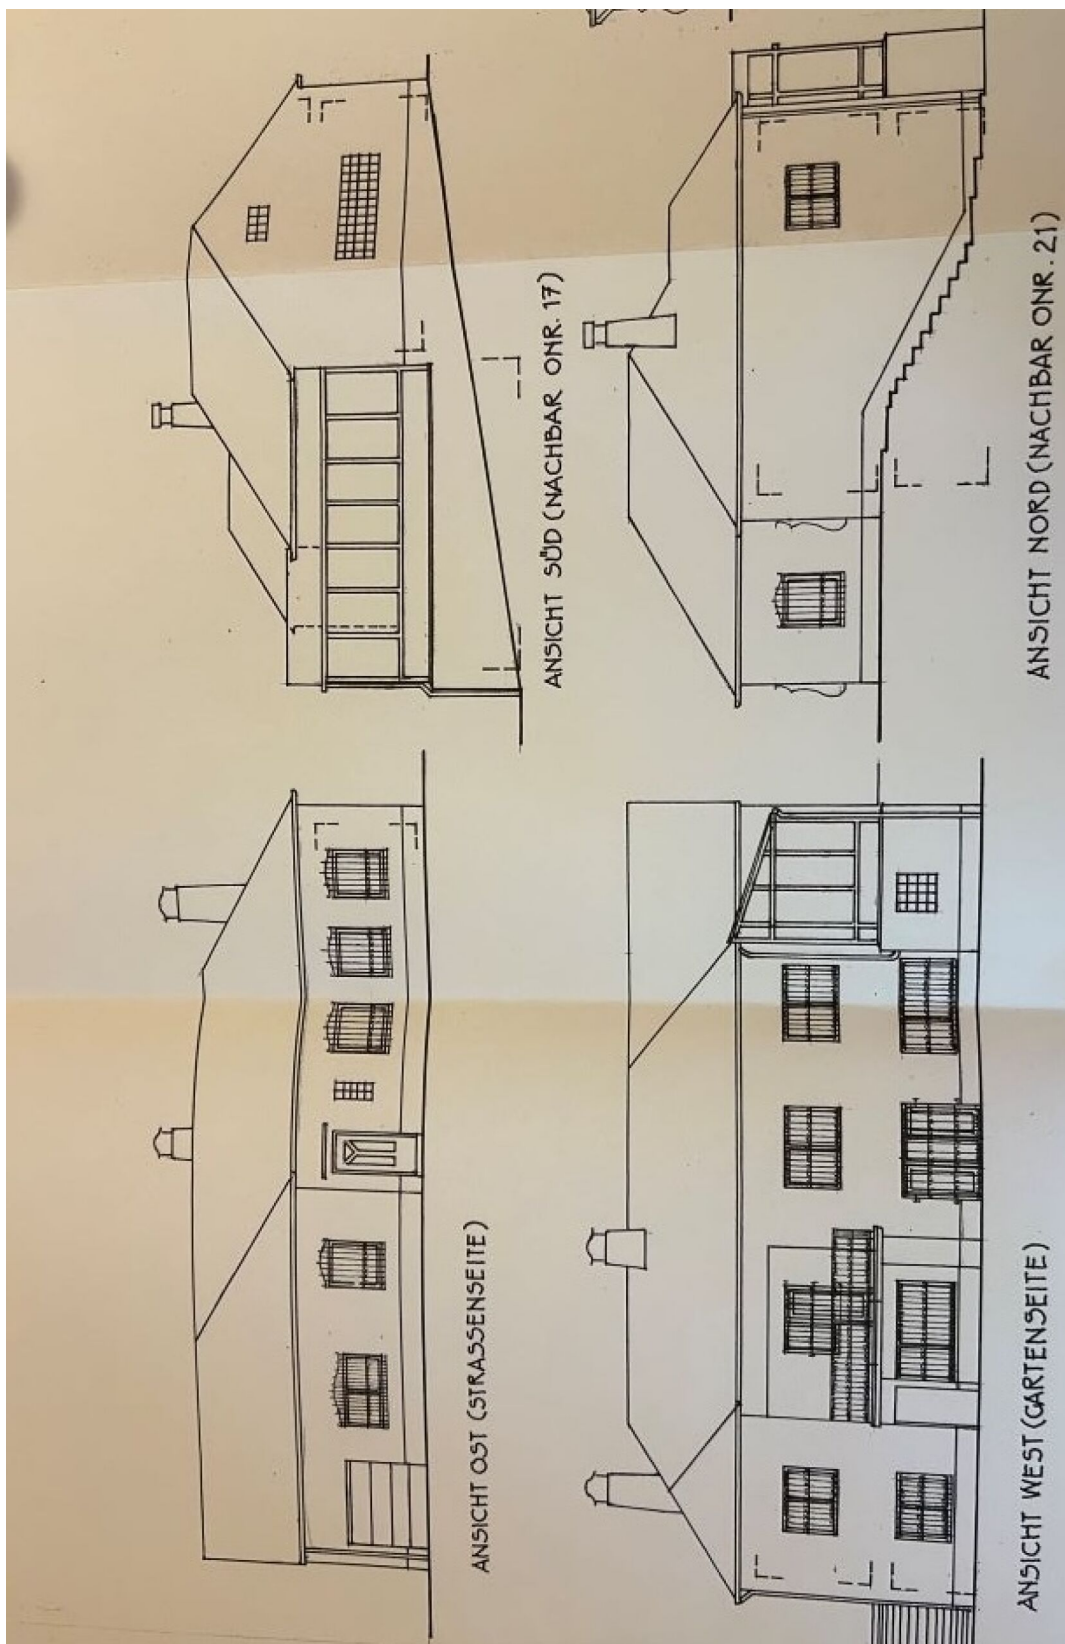 ANSICHT OST (STRASSENSEITE)
ANSICHT SÜD (NACHBAR ONR. 17)
ANSICHT WEST (GARTENSEITE)
ANSICHT NORD (NACHBAR ONR. 21)